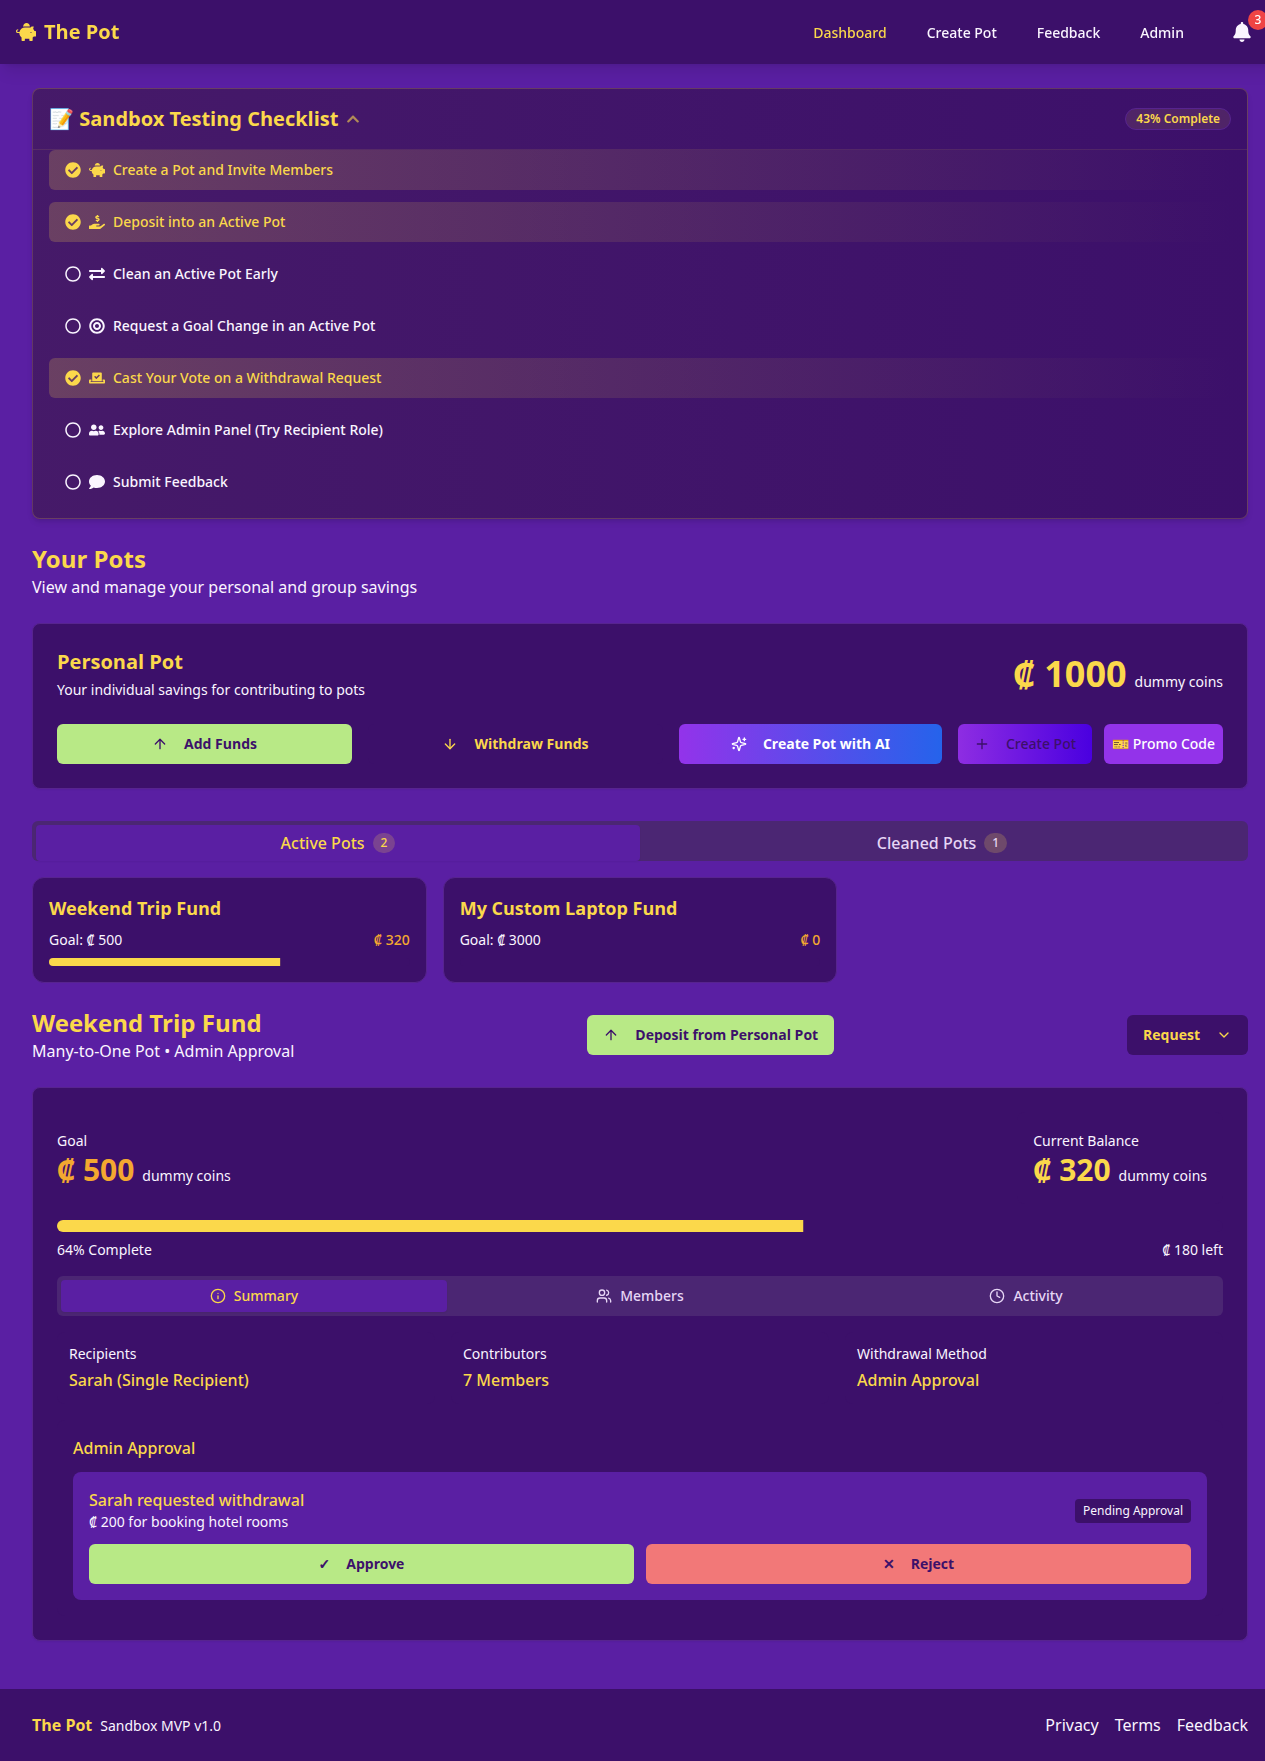 The Pot
Dashboard
Create Pot
Feedback
Admin
3
Sandbox Testing Checklist
43% Complete
Create a Pot and Invite Members
Deposit into an Active Pot
Clean an Active Pot Early
Request a Goal Change in an Active Pot
Cast Your Vote on a Withdrawal Request
Explore Admin Panel (Try Recipient Role)
Submit Feedback
Your Pots
View and manage your personal and group savings
Personal Pot
Your individual savings for contributing to pots
₡ 1000 dummy coins
Add Funds
Withdraw Funds
Create Pot with AI
Create Pot
🎫 Promo Code
Active Pots 2
Cleaned Pots 1
Weekend Trip Fund
Goal: ₡ 500
₡ 320
My Custom Laptop Fund
Goal: ₡ 3000
₡ 0
Weekend Trip Fund
Many-to-One Pot • Admin Approval
Deposit from Personal Pot
Request
Goal
₡ 500 dummy coins
Current Balance
₡ 320 dummy coins
64% Complete
₡ 180 left
Summary
Members
Activity
Recipients
Sarah (Single Recipient)
Contributors
7 Members
Withdrawal Method
Admin Approval
Admin Approval
Sarah requested withdrawal
₡ 200 for booking hotel rooms
Pending Approval
✓ Approve
✕ Reject
The Pot Sandbox MVP v1.0
Privacy
Terms
Feedback